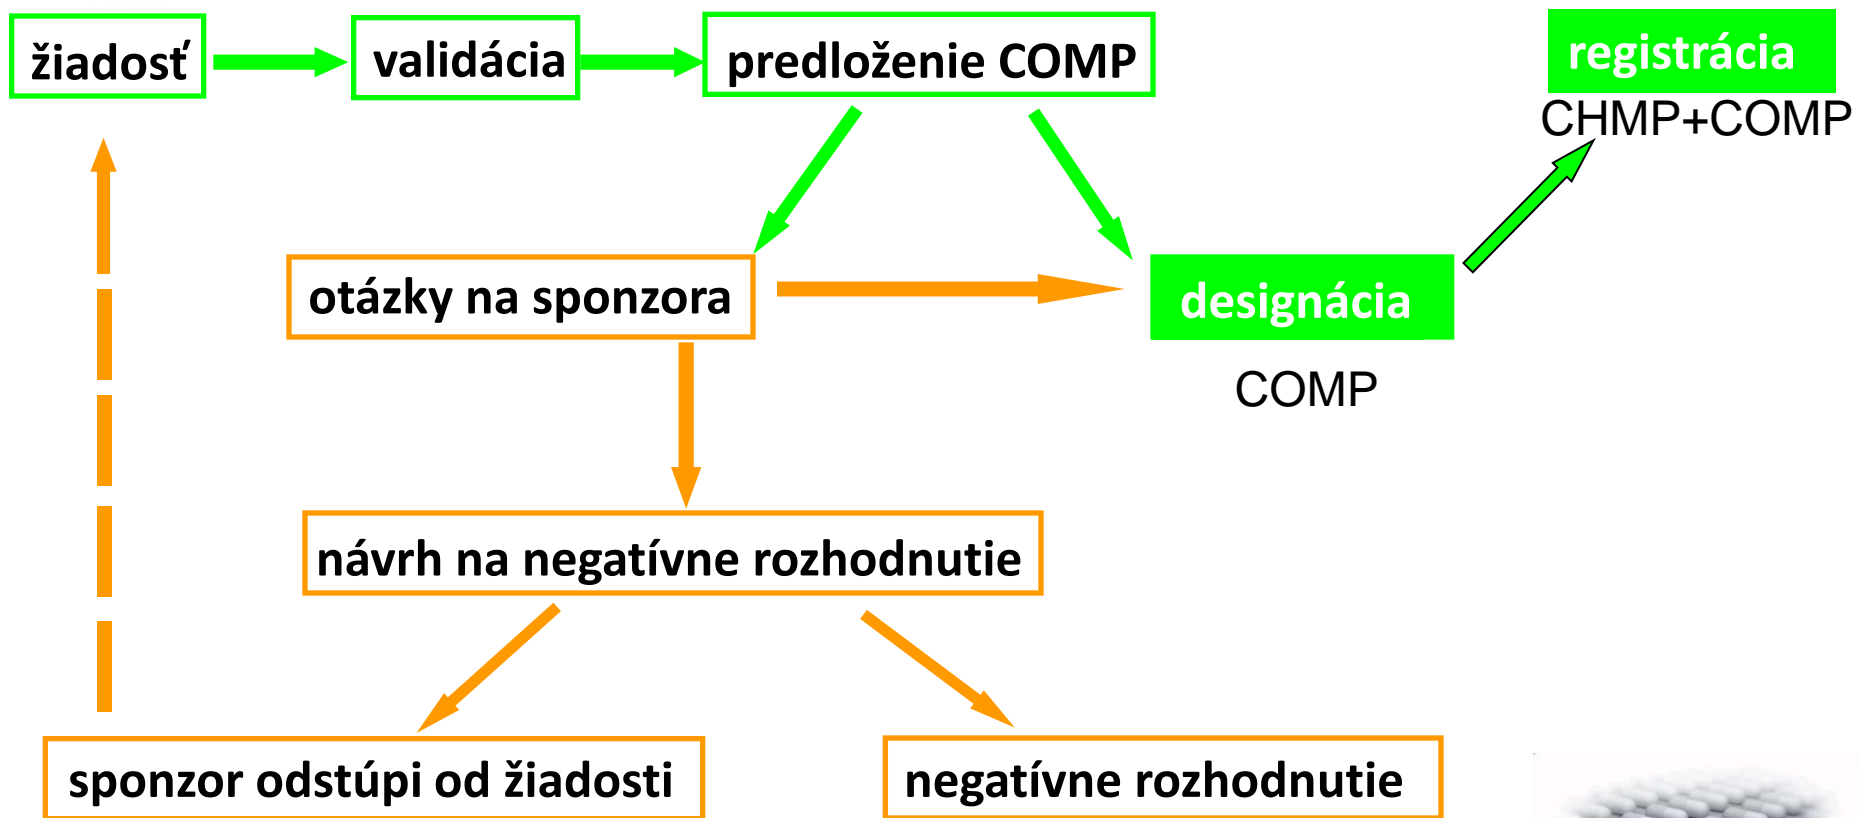 žiadosť
validácia
predloženie COMP
registrácia
CHMP+COMP
otázky na sponzora
designácia
COMP
návrh na negatívne rozhodnutie
sponzor odstúpi od žiadosti
negatívne rozhodnutie